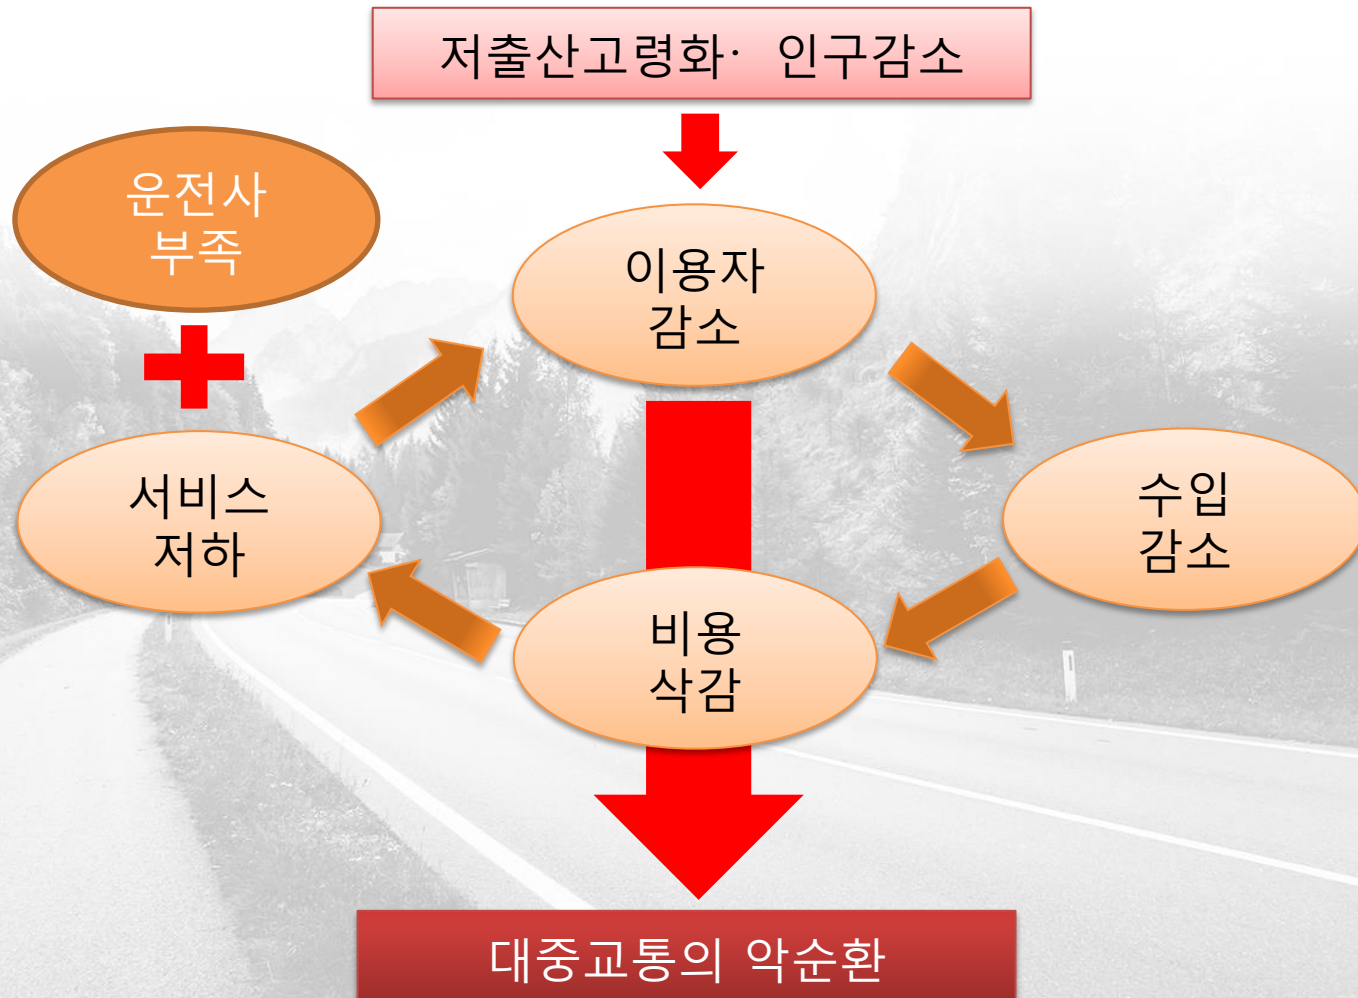 저출산고령화· 인구감소
운전사
부족
이용자
감소
서비스
저하
수입
감소
비용
삭감
대중교통의 악순환